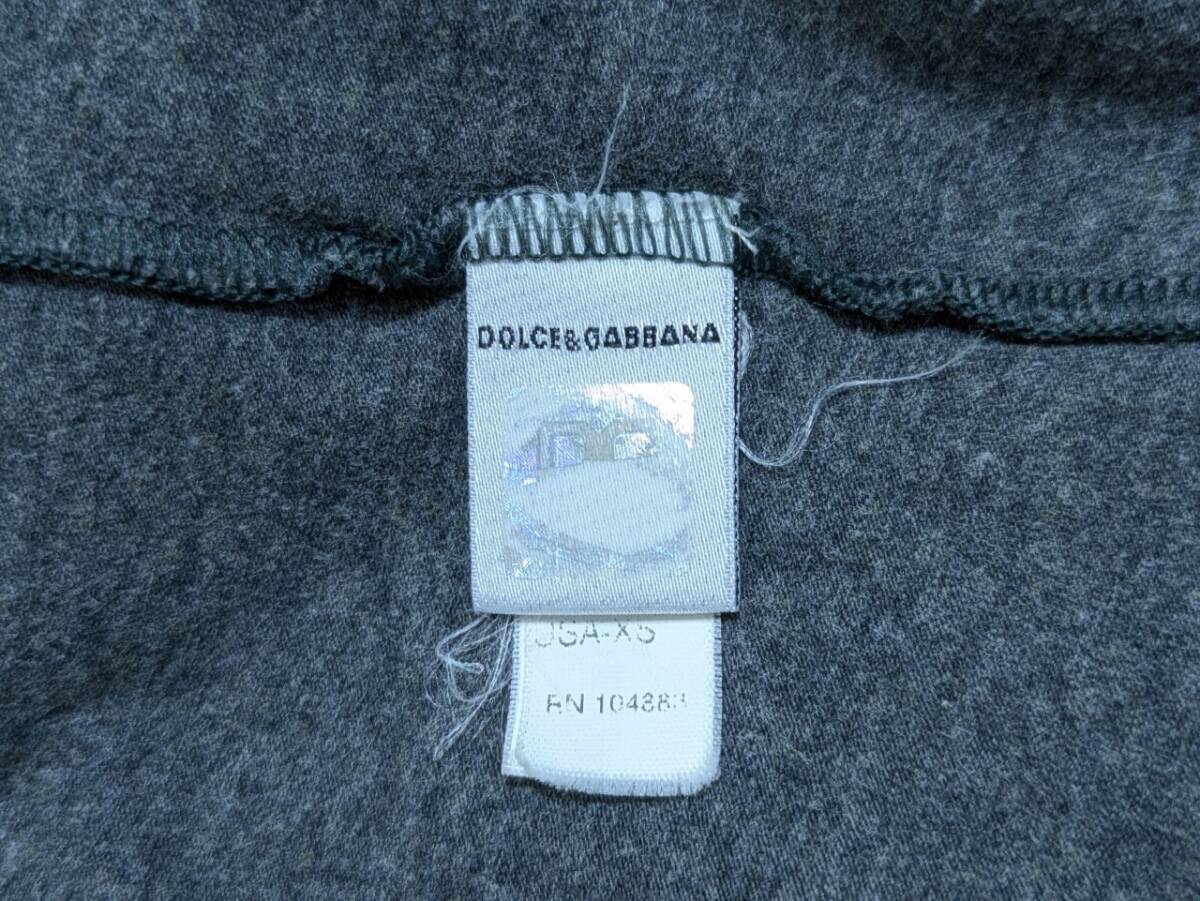 DOLCE&GABBANA
USA-XS
RN 104383